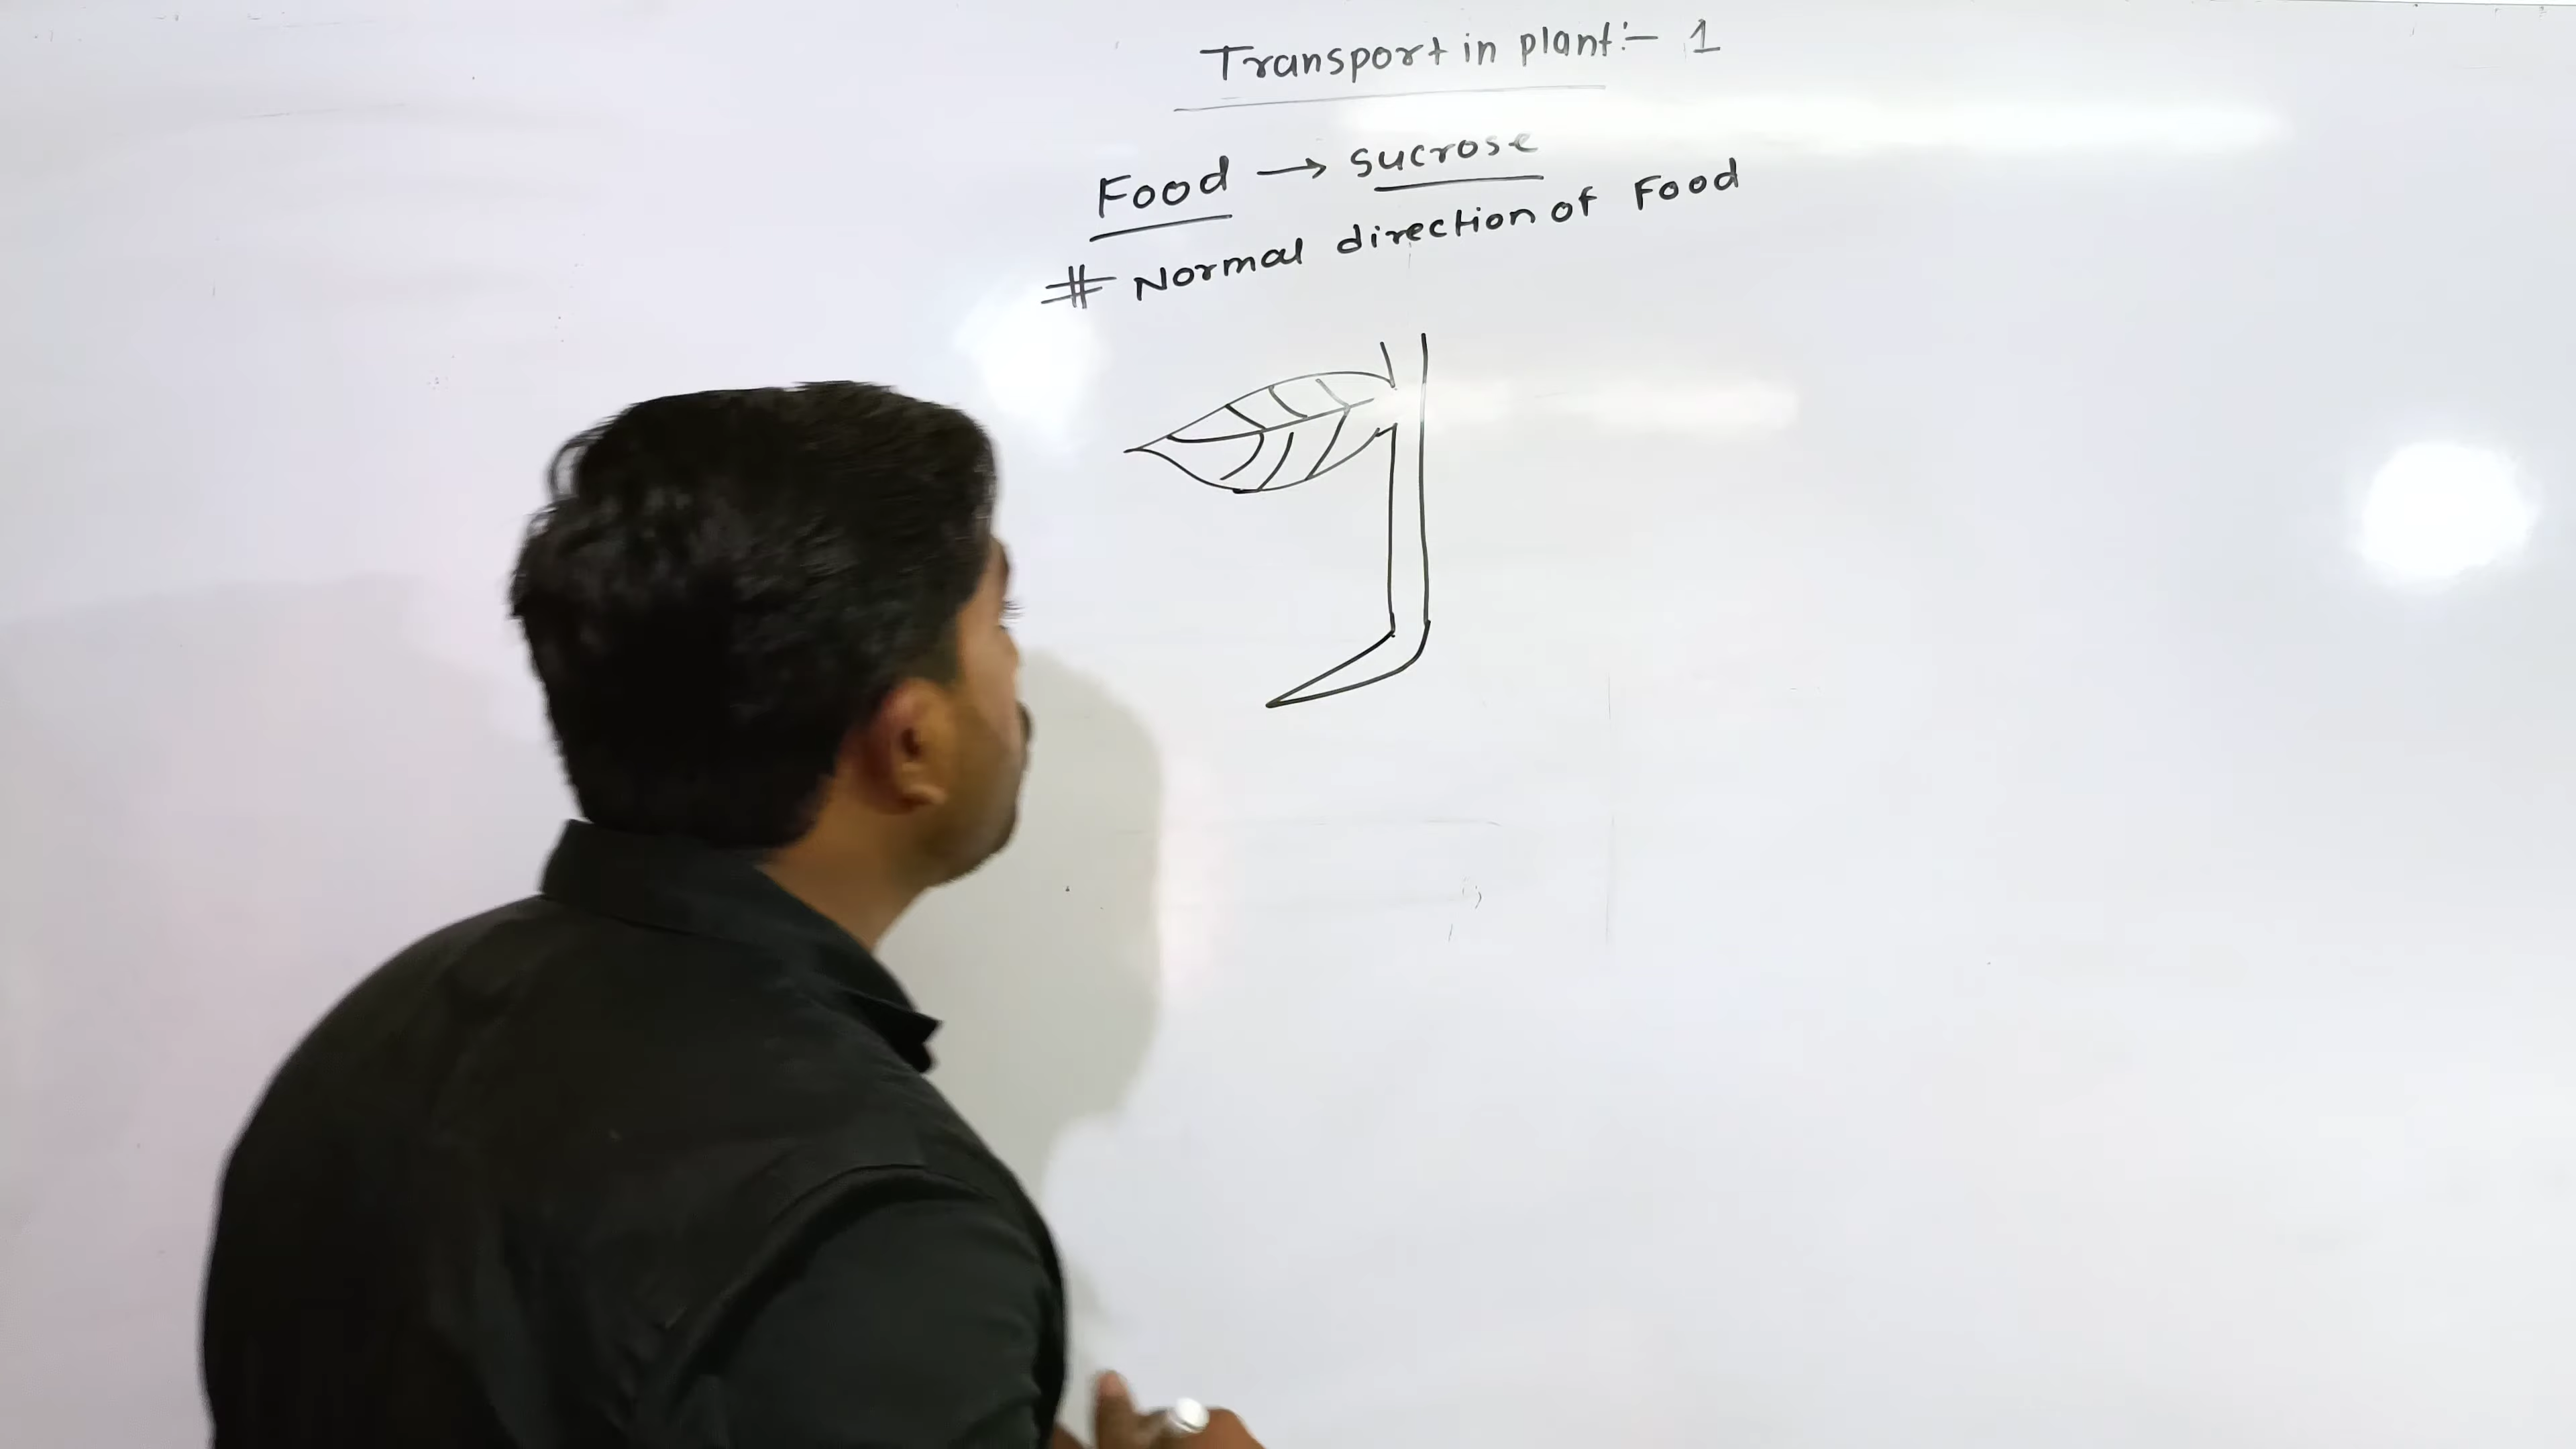 Transport in plant:- 1
Food → sucrose
# Normal direction of Food